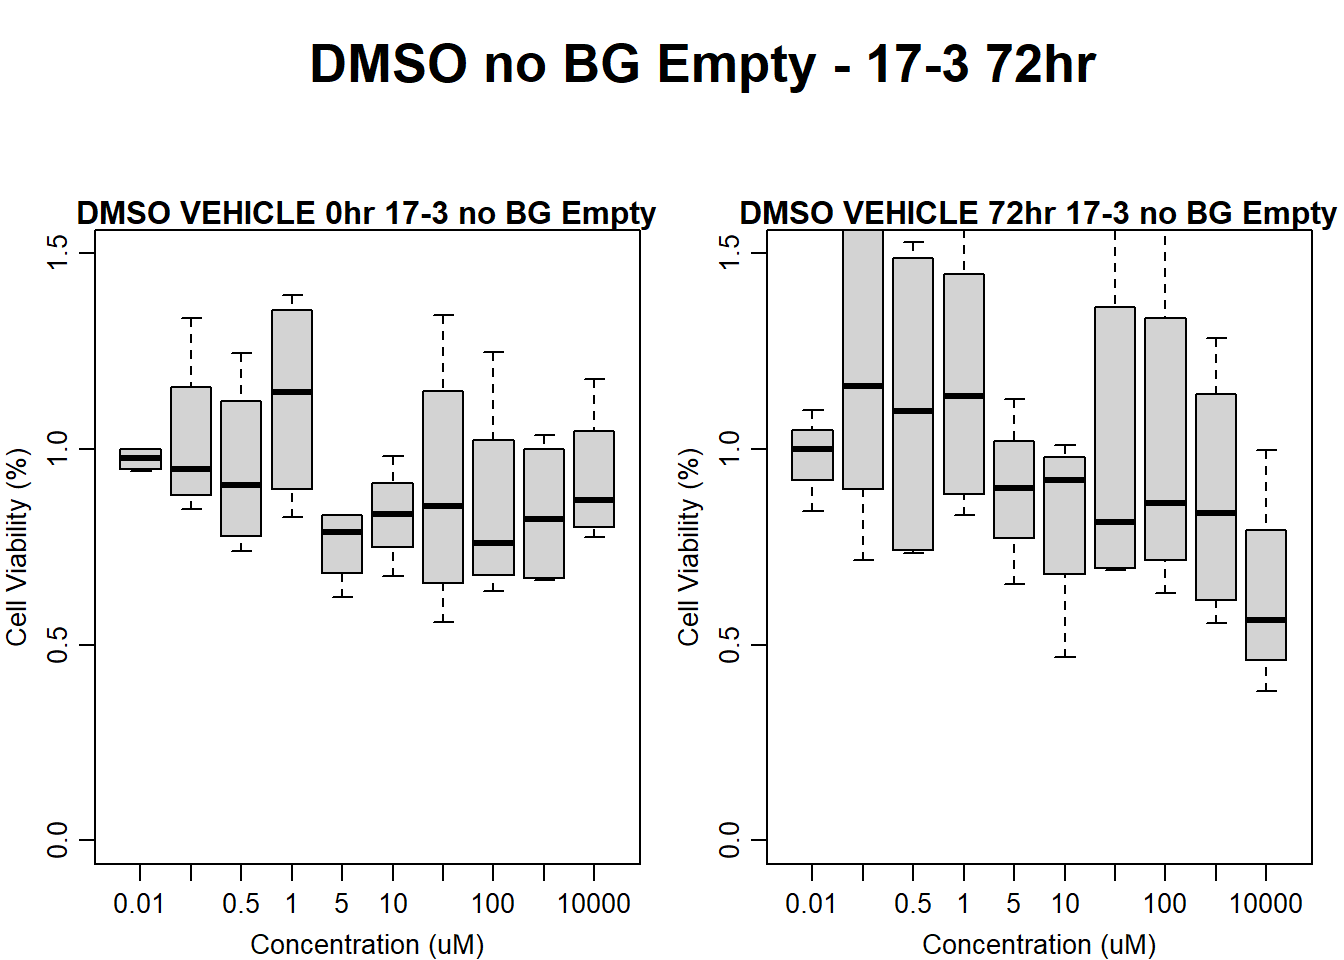 DMSO no BG Empty - 17-3 72hr
DMSO VEHICLE 0hr 17-3 no BG Empty
Cell Viability (%)
1.5
1.0
0.5
0.0
0.01 0.5 1 5 10 100 10000
Concentration (uM)
DMSO VEHICLE 72hr 17-3 no BG Empty
Cell Viability (%)
1.5
1.0
0.5
0.0
0.01 0.5 1 5 10 100 10000
Concentration (uM)